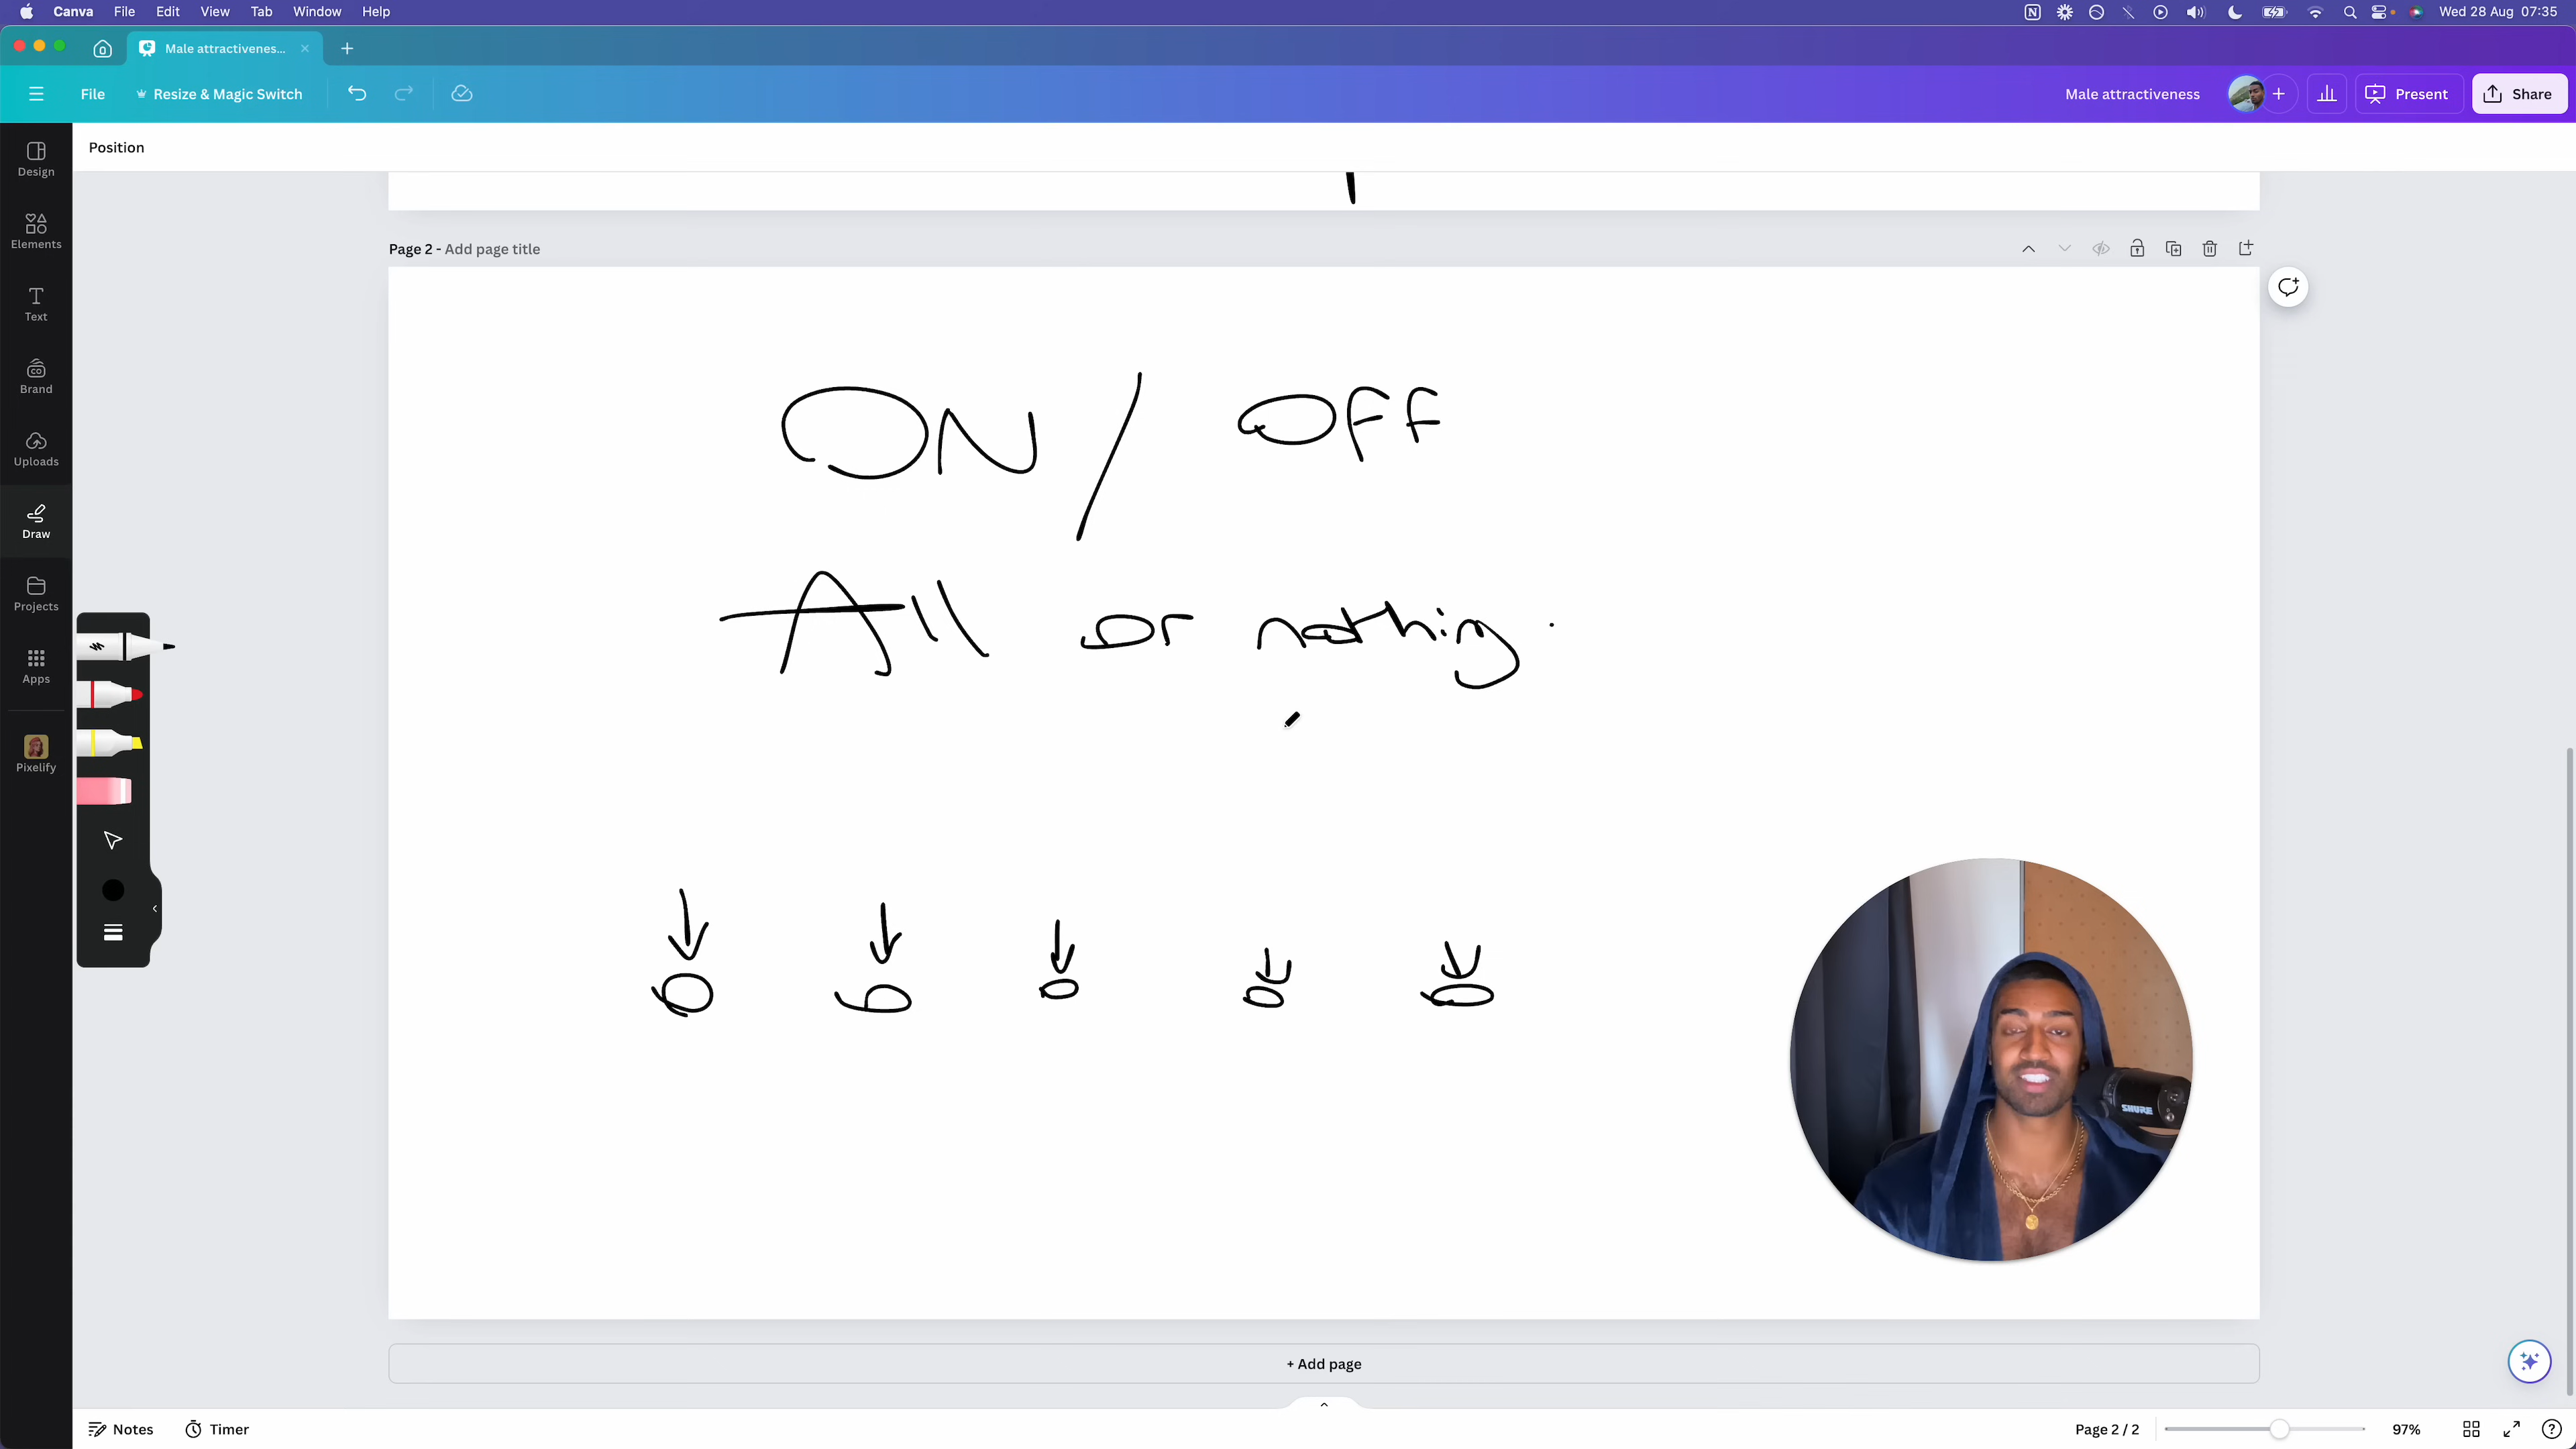 Canva File Edit View Tab Window Help
N
Wed 28 Aug 07:35
Male attractivenes...
File Resize & Magic Switch
Male attractiveness
Present
Share
Position
Design
Elements
Text
CO
Brand
Uploads
Draw
Projects
Apps
Pixelify
Page 2 - Add page title
ON / OFF
All or nothing.
SHURE
+ Add page
Notes Timer
Page 2 / 2
97%